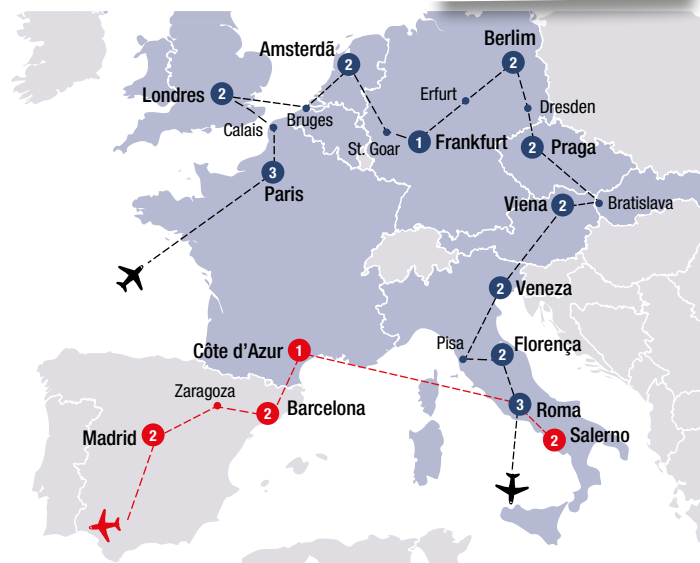 Amsterdã
2
Berlim
2
Londres
2
Erfurt
Dresden
Bruges
Calais
St. Goar
1
Frankfurt
2
Praga
3
Paris
Viena
2
Bratislava
2
Veneza
Pisa
2
Florença
Côte d'Azur
1
Zaragoza
2
Barcelona
3
Roma
Madrid
2
2
Salerno